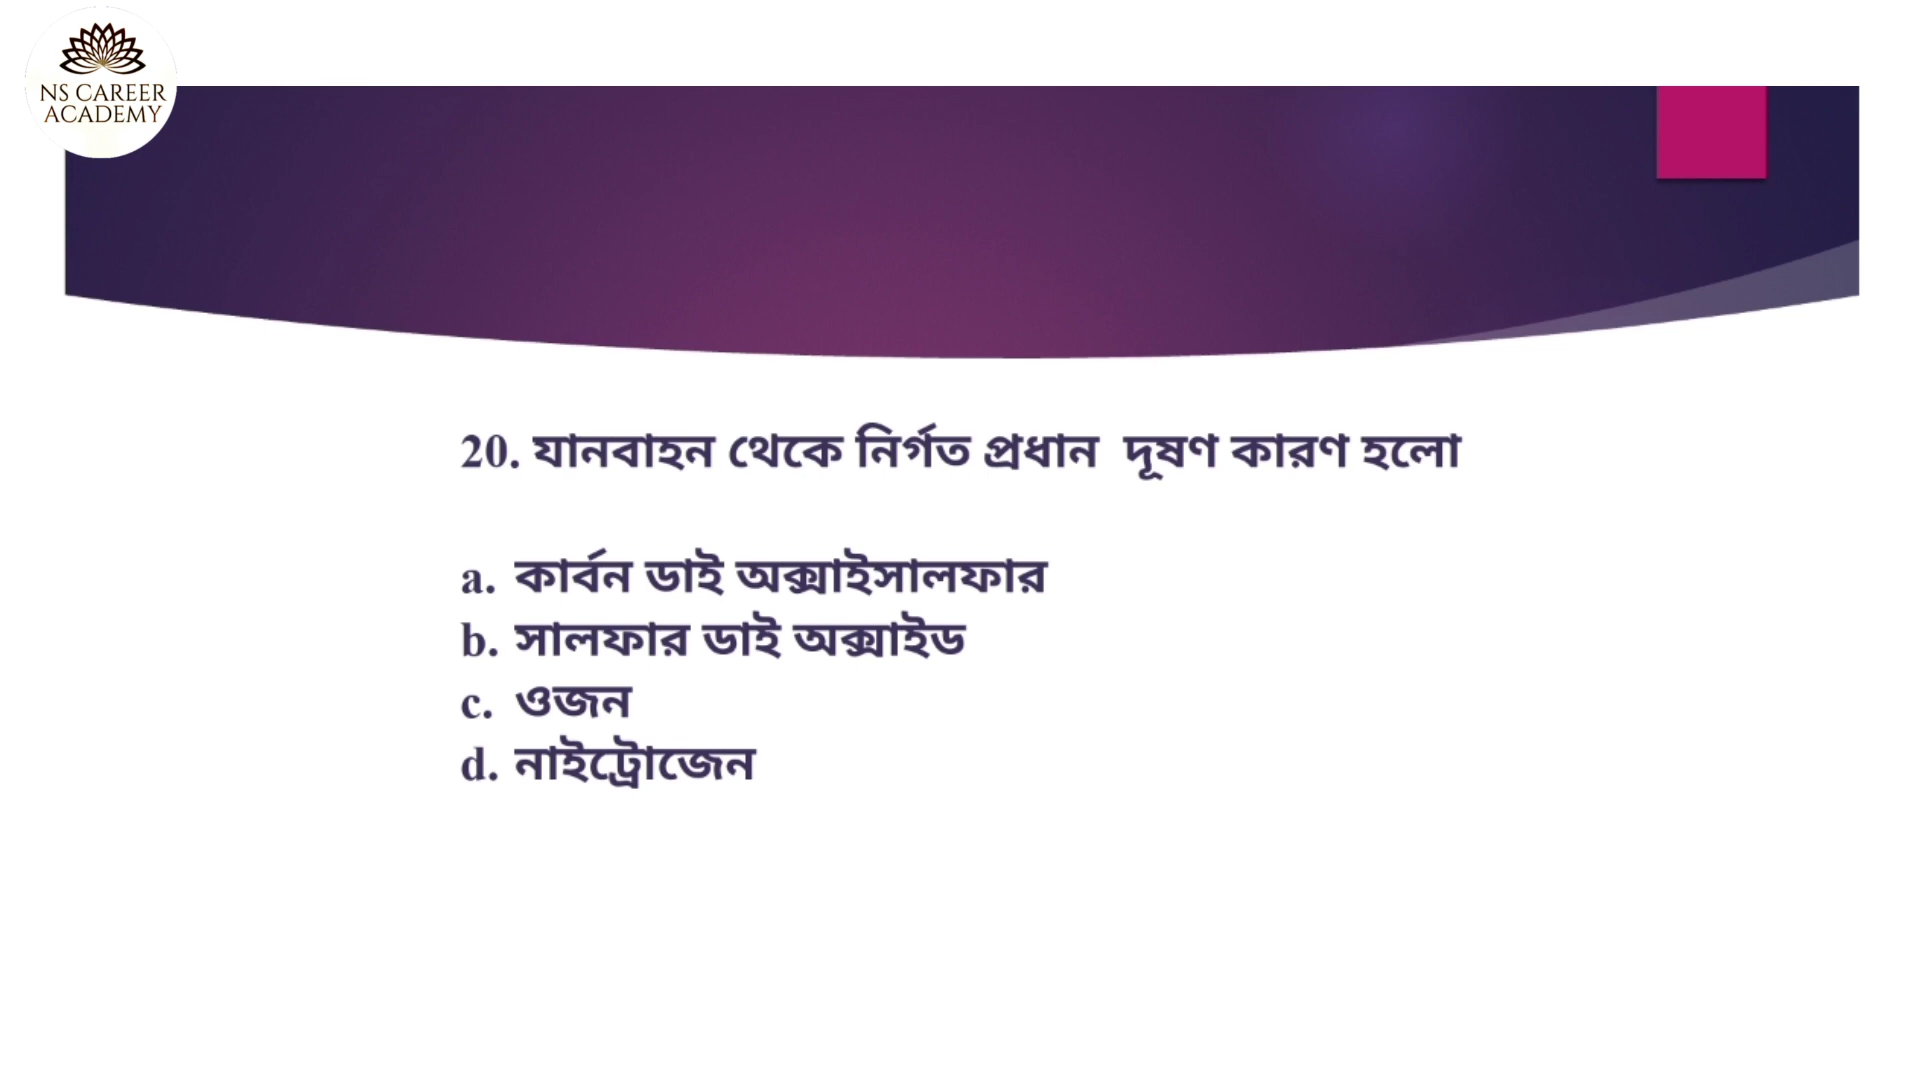 NS CAREER
ACADEMY
20. যানবাহন থেকে নির্গত প্রধান দূষণ কারণ হলো
a. কার্বন ডাই অক্সাইসালফার
b. সালফার ডাই অক্সাইড
c. ওজন
d. নাইট্রোজেন